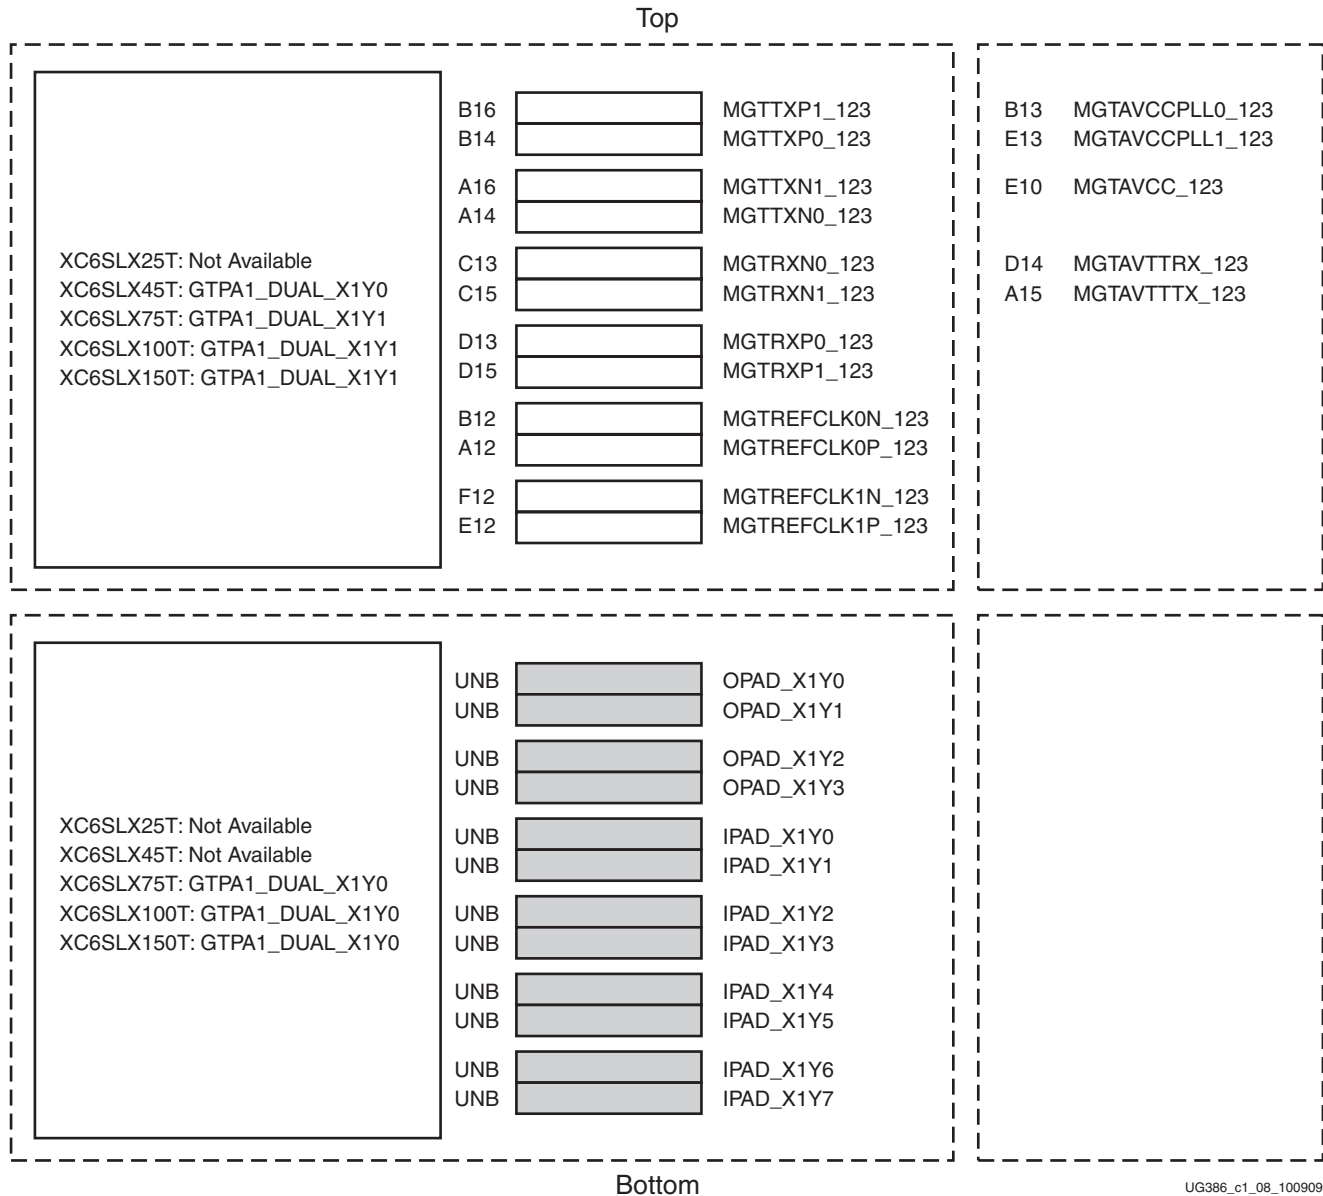 Top
XC6SLX25T: Not Available
XC6SLX45T: GTPA1_DUAL_X1Y0
XC6SLX75T: GTPA1_DUAL_X1Y1
XC6SLX100T: GTPA1_DUAL_X1Y1
XC6SLX150T: GTPA1_DUAL_X1Y1
B16 MGTTXP1_123
B14 MGTTXP0_123
A16 MGTTXN1_123
A14 MGTTXN0_123
C13 MGTRXN0_123
C15 MGTRXN1_123
D13 MGTRXP0_123
D15 MGTRXP1_123
B12 MGTREFCLK0N_123
A12 MGTREFCLK0P_123
F12 MGTREFCLK1N_123
E12 MGTREFCLK1P_123
B13 MGTAVCCPLL0_123
E13 MGTAVCCPLL1_123
E10 MGTAVCC_123
D14 MGTAVTTRX_123
A15 MGTAVTTTX_123
XC6SLX25T: Not Available
XC6SLX45T: Not Available
XC6SLX75T: GTPA1_DUAL_X1Y0
XC6SLX100T: GTPA1_DUAL_X1Y0
XC6SLX150T: GTPA1_DUAL_X1Y0
UNB OPAD_X1Y0
UNB OPAD_X1Y1
UNB OPAD_X1Y2
UNB OPAD_X1Y3
UNB IPAD_X1Y0
UNB IPAD_X1Y1
UNB IPAD_X1Y2
UNB IPAD_X1Y3
UNB IPAD_X1Y4
UNB IPAD_X1Y5
UNB IPAD_X1Y6
UNB IPAD_X1Y7
Bottom
UG386_c1_08_100909